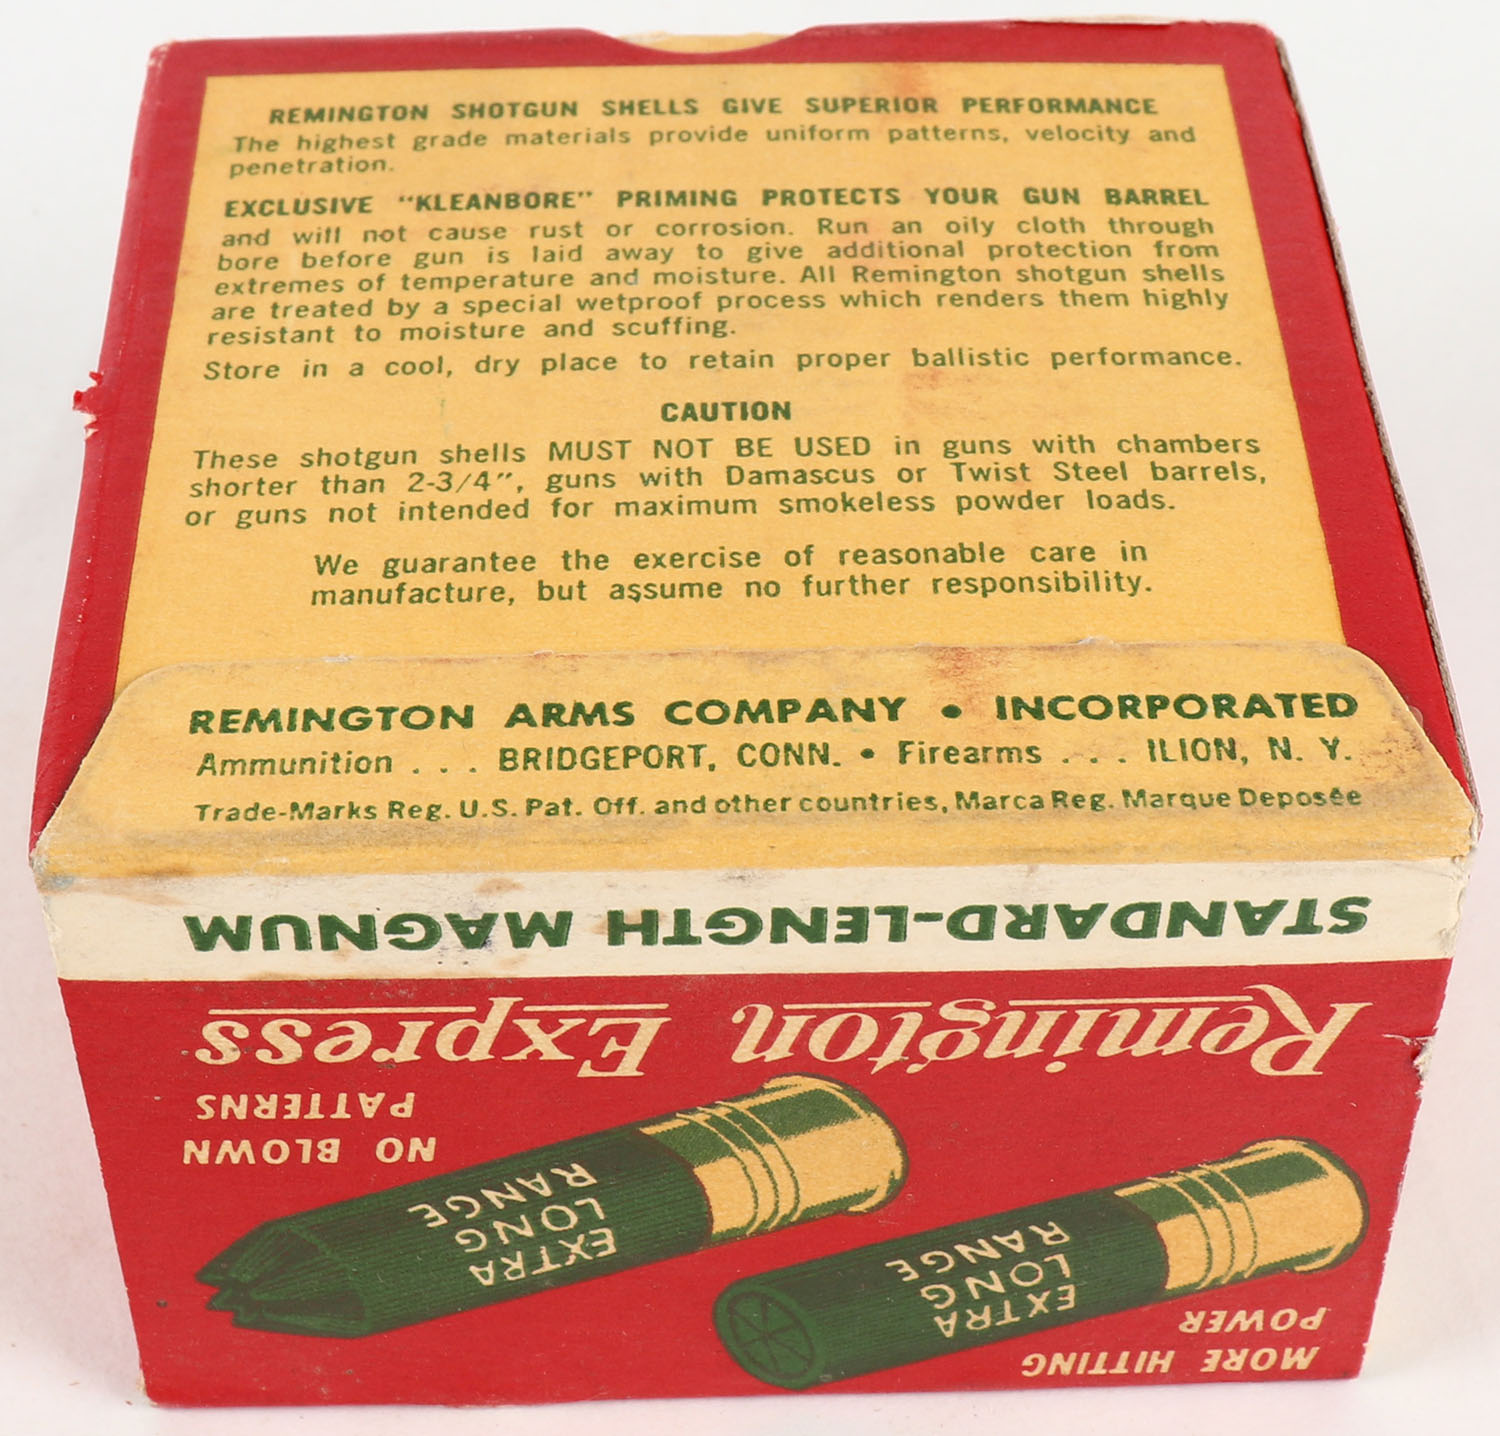 REMINGTON SHOTGUN SHELLS GIVE SUPERIOR PERFORMANCE
The highest grade materials provide uniform patterns, velocity and
penetration.
EXCLUSIVE "KLEANBORE" PRIMING PROTECTS YOUR GUN BARREL
and will not cause rust or corrosion. Run an oily cloth through
bore before gun is laid away to give additional protection from
extremes of temperature and moisture. All Remington shotgun shells
are treated by a special wetproof process which renders them highly
resistant to moisture and scuffing.
Store in a cool, dry place to retain proper ballistic performance.
CAUTION
These shotgun shells MUST NOT BE USED in guns with chambers
shorter than 2-3/4", guns with Damascus or Twist Steel barrels,
or guns not intended for maximum smokeless powder loads.
We guarantee the exercise of reasonable care in
manufacture, but assume no further responsibility.
REMINGTON ARMS COMPANY • INCORPORATED
Ammunition . . . BRIDGEPORT, CONN. • Firearms . . . ILION, N. Y.
Trade-Marks Reg. U.S. Pat. Off. and other countries, Marca Reg. Marque Deposée
STANDARD-LENGTH MAGNUM
Remington Express
MORE HITTING
POWER
EXTRA
LONG
RANGE
EXTRA
LONG
RANGE
NO BLOWN
PATTERNS